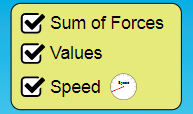 Sum of Forces
Values
Speed